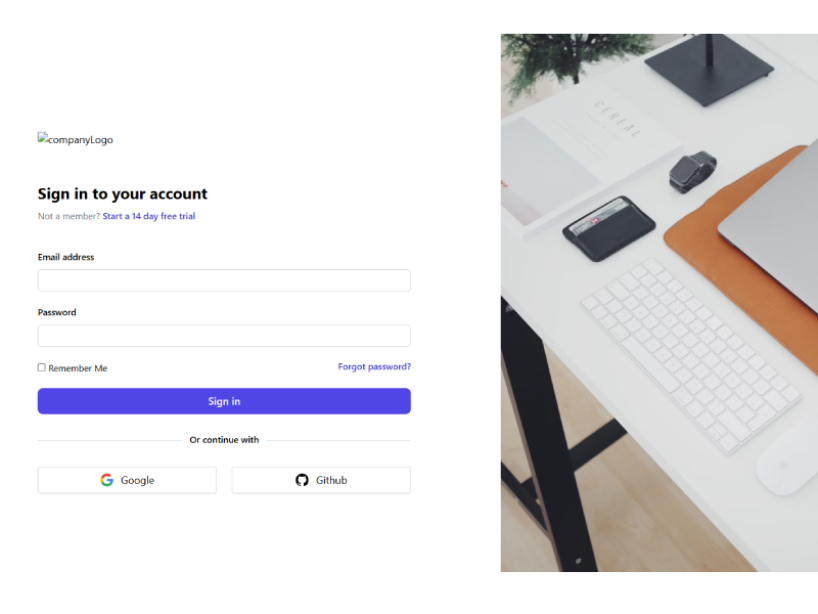 companyLogo
Sign in to your account
Not a member? Start a 14 day free trial
Email address
Password
Remember Me
Forgot password?
Sign in
Or continue with
Google
Github
CEREAL